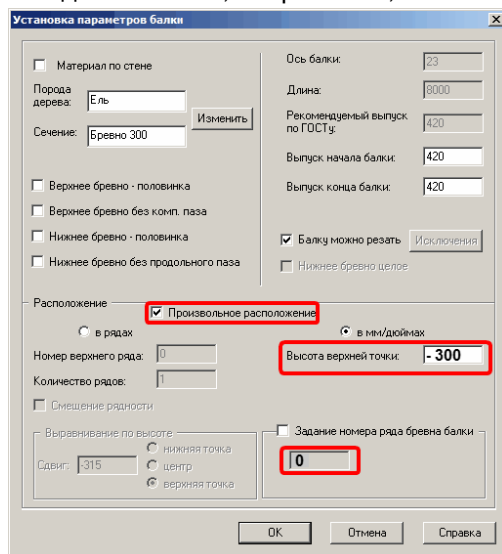 Установка параметров балки
Материал по стене
Порода дерева: Ель
Сечение: Бревно 300
Изменить
Верхнее бревно - половинка
Верхнее бревно без комп. паза
Нижнее бревно - половинка
Нижнее бревно без продольного паза
Ось балки: 23
Длина: 8000
Рекомендуемый выпуск по ГОСТу: 420
Выпуск начала балки: 420
Выпуск конца балки: 420
Балку можно резать Исключения
Нижнее бревно целое
Расположение
Произвольное расположение
в рядах
в мм/дюймах
Номер верхнего ряда: 0
Высота верхней точки: - 300
Количество рядов: 1
Смещение рядности
Выравнивание по высоте
Сдвиг: -315
нижняя точка
центр
верхняя точка
Задание номера ряда бревна балки
0
OK Отмена Справка